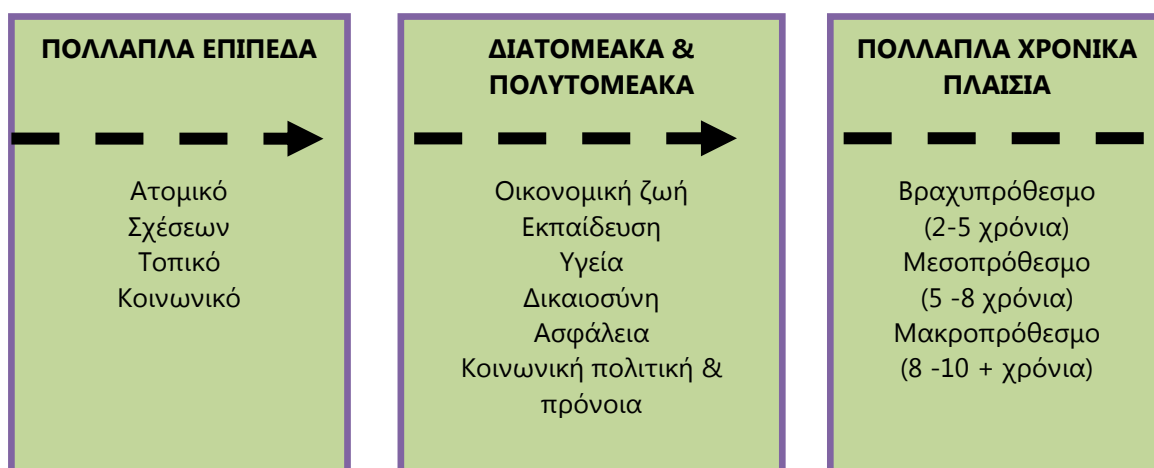 ΠΟΛΛΑΠΛΑ ΕΠΙΠΕΔΑ
Ατομικό
Σχέσεων
Τοπικό
Κοινωνικό
ΔΙΑΤΟΜΕΑΚΑ &
ΠΟΛΥΤΟΜΕΑΚΑ
Οικονομική ζωή
Εκπαίδευση
Υγεία
Δικαιοσύνη
Ασφάλεια
Κοινωνική πολιτική &
πρόνοια
ΠΟΛΛΑΠΛΑ ΧΡΟΝΙΚΑ
ΠΛΑΙΣΙΑ
Βραχυπρόθεσμο
(2-5 χρόνια)
Μεσοπρόθεσμο
(5 -8 χρόνια)
Μακροπρόθεσμο
(8 -10 + χρόνια)